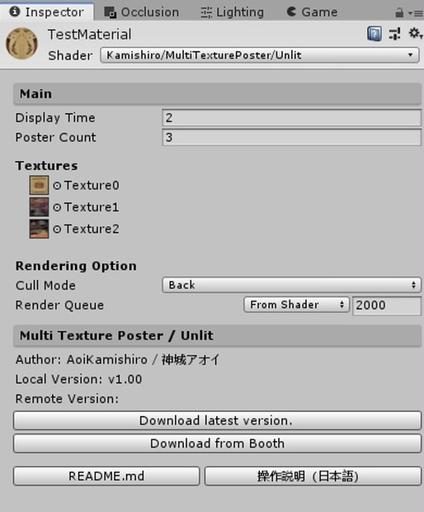 Inspector Occlusion Lighting Game
TestMaterial
Shader Kamishiro/MultiTexturePoster/Unlit
Main
Display Time 2
Poster Count 3
Textures
Texture0
Texture1
Texture2
Rendering Option
Cull Mode Back
Render Queue From Shader 2000
Multi Texture Poster / Unlit
Author: AoiKamishiro / 神城アオイ
Local Version: v1.00
Remote Version:
Download latest version.
Download from Booth
README.md 操作説明 (日本語)